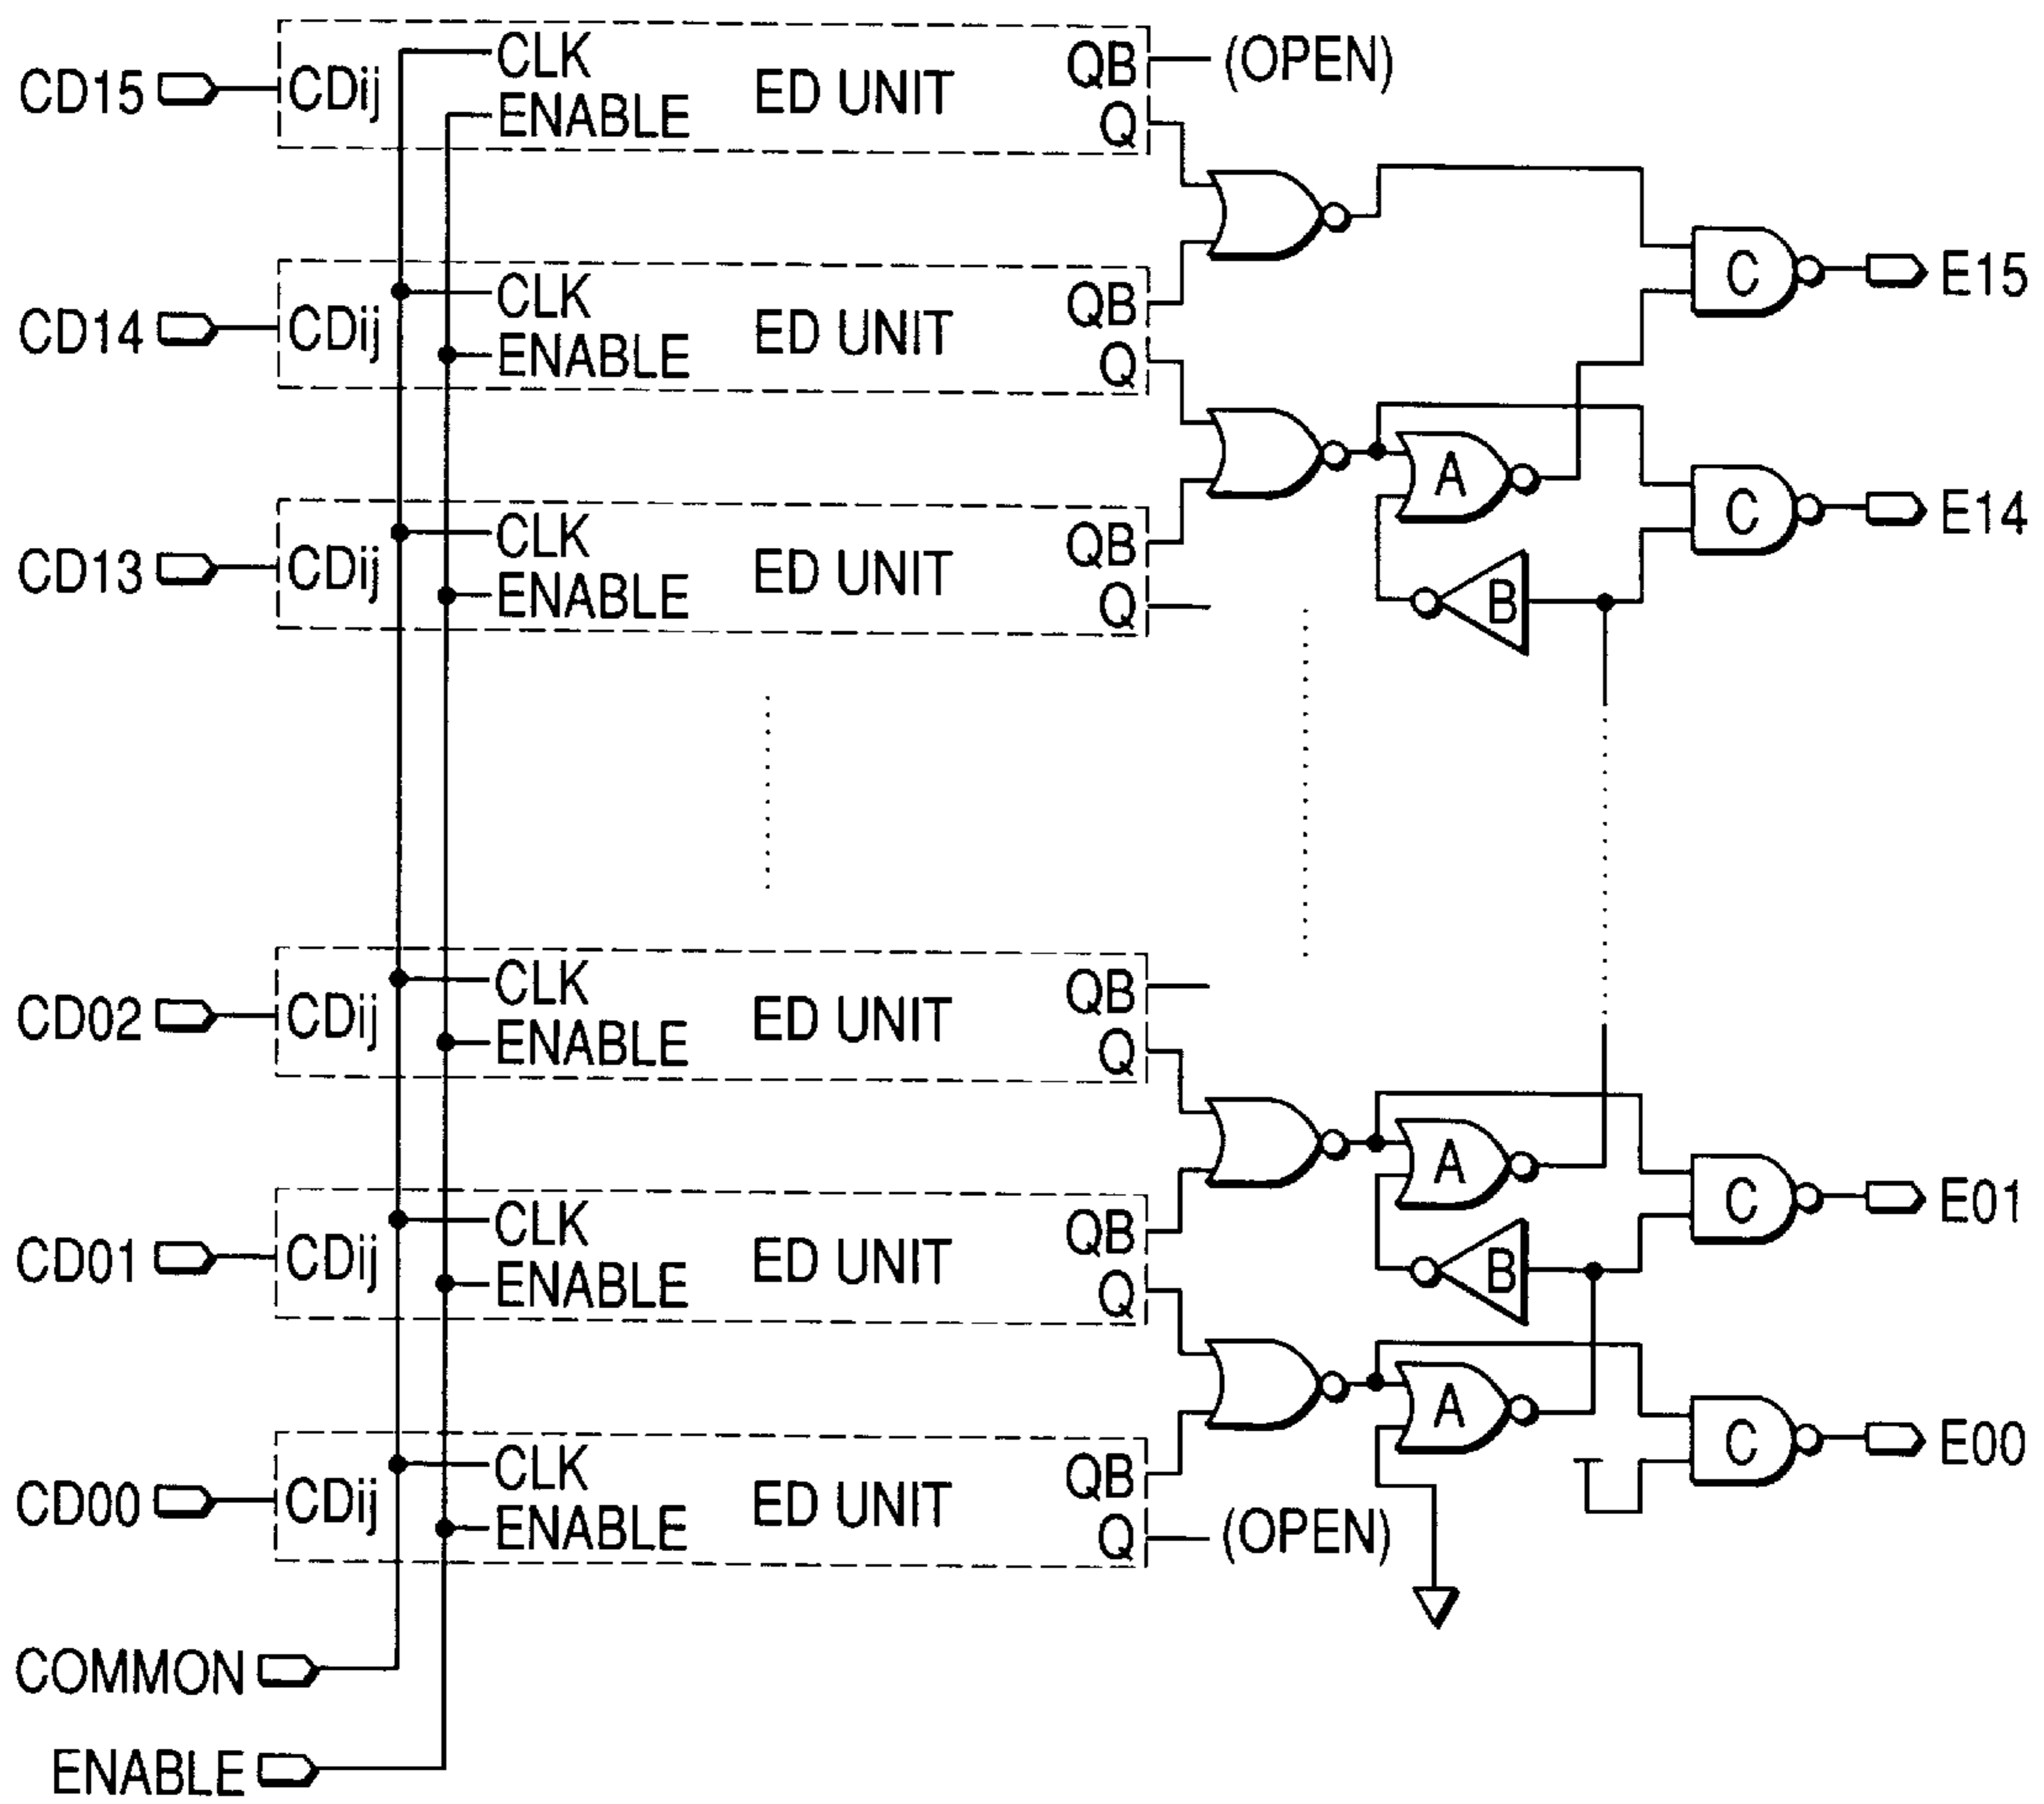 CD15 CDij CLK ENABLE ED UNIT QB Q (OPEN)
C E15
CD14 CDij CLK ENABLE ED UNIT QB Q
A C E14
CD13 CDij CLK ENABLE ED UNIT QB Q
B
CD02 CDij CLK ENABLE ED UNIT QB Q
A C E01
CD01 CDij CLK ENABLE ED UNIT QB Q
B
A C E00
CD00 CDij CLK ENABLE ED UNIT QB Q (OPEN)
COMMON
ENABLE